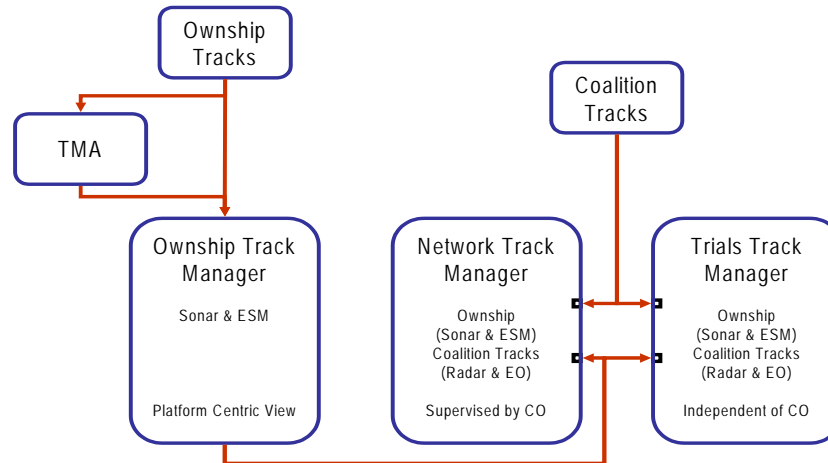 Ownship
Tracks
Coalition
Tracks
TMA
Ownship Track
Manager
Sonar & ESM
Platform Centric View
Network Track
Manager
Ownship
(Sonar & ESM)
Coalition Tracks
(Radar & EO)
Supervised by CO
Trials Track
Manager
Ownship
(Sonar & ESM)
Coalition Tracks
(Radar & EO)
Independent of CO